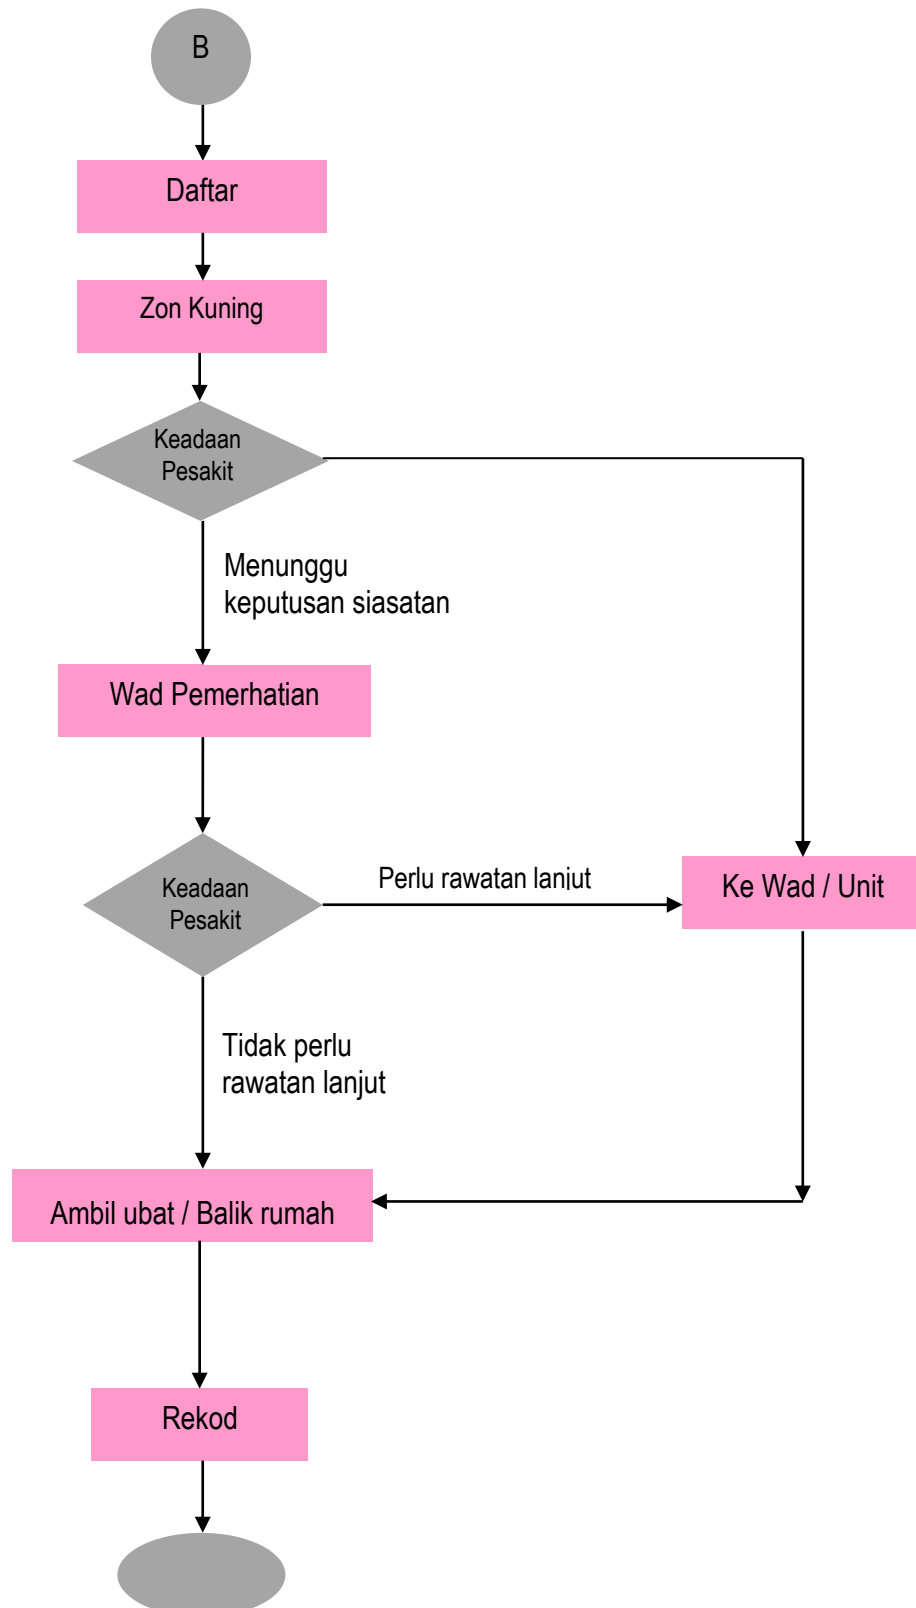 B
Daftar
Zon Kuning
Keadaan
Pesakit
Menunggu
keputusan siasatan
Wad Pemerhatian
Keadaan
Pesakit
Perlu rawatan lanjut
Ke Wad / Unit
Tidak perlu
rawatan lanjut
Ambil ubat / Balik rumah
Rekod